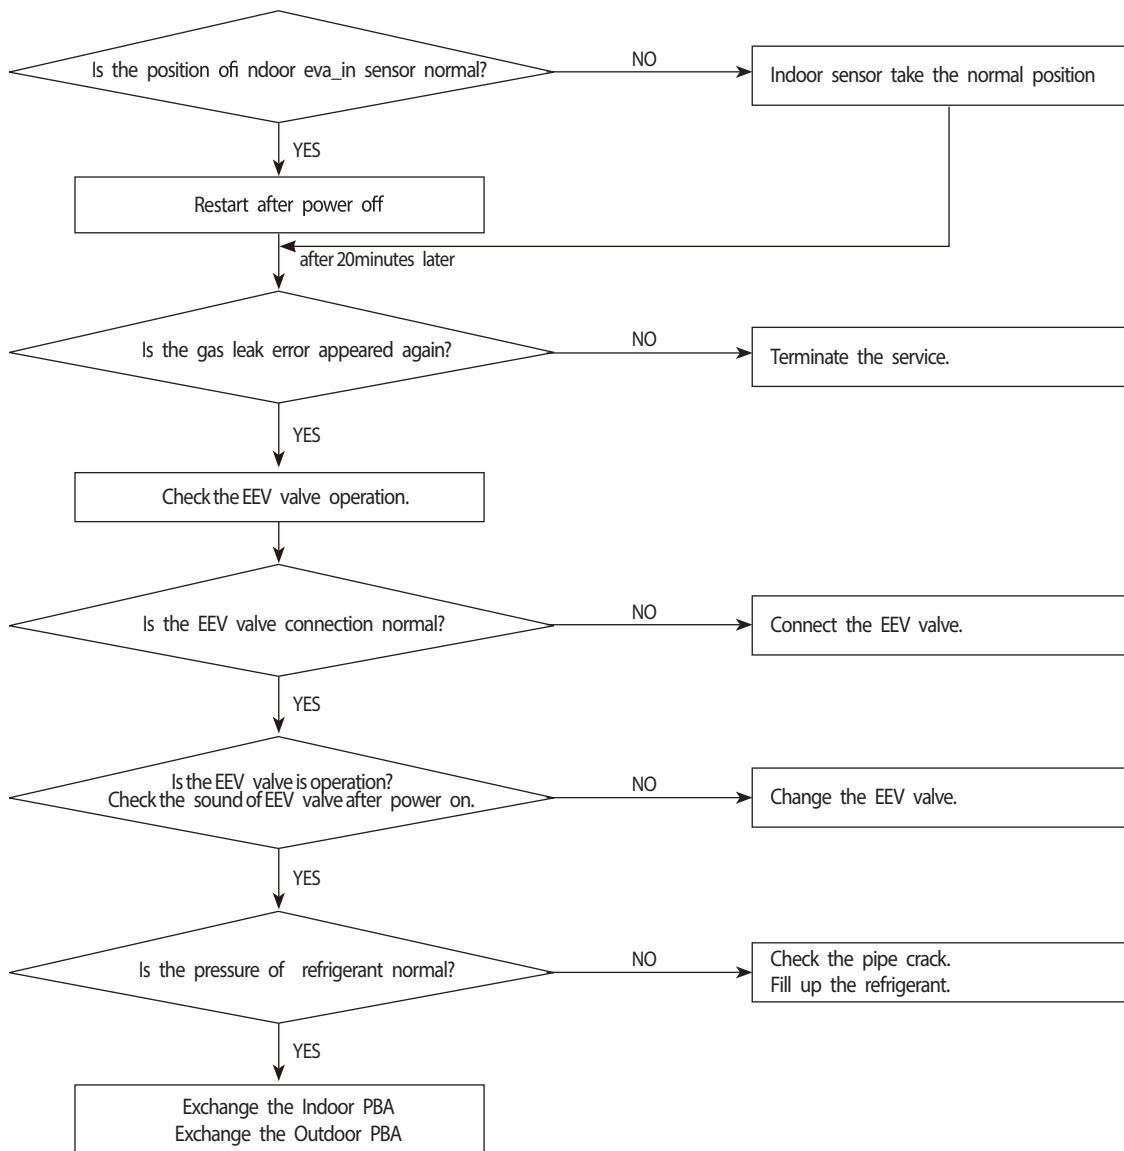 Is the position ofi ndoor eva_in sensor normal?
NO
Indoor sensor take the normal position
YES
Restart after power off
after 20minutes later
Is the gas leak error appeared again?
NO
Terminate the service.
YES
Check the EEV valve operation.
Is the EEV valve connection normal?
NO
Connect the EEV valve.
YES
Is the EEV valve is operation?
Check the sound of EEV valve after power on.
NO
Change the EEV valve.
YES
Is the pressure of refrigerant normal?
NO
Check the pipe crack.
Fill up the refrigerant.
YES
Exchange the Indoor PBA
Exchange the Outdoor PBA